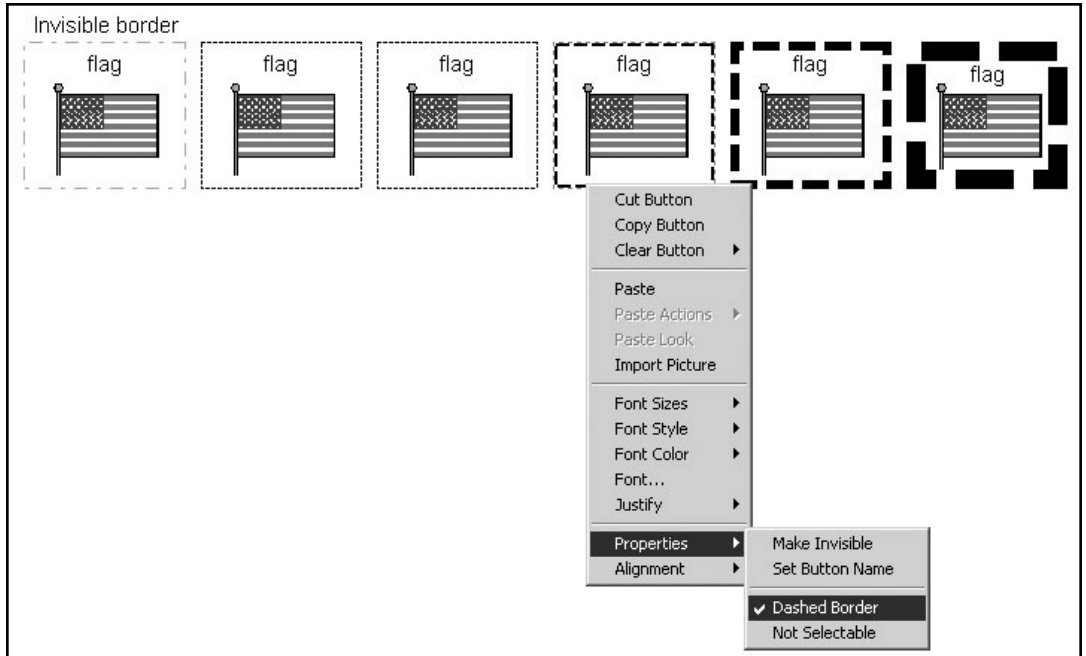 Invisible border
flag flag flag flag flag flag
Cut Button
Copy Button
Clear Button
Paste
Paste Actions
Paste Look
Import Picture
Font Sizes
Font Style
Font Color
Font...
Justify
Properties
Alignment
Make Invisible
Set Button Name
Dashed Border
Not Selectable